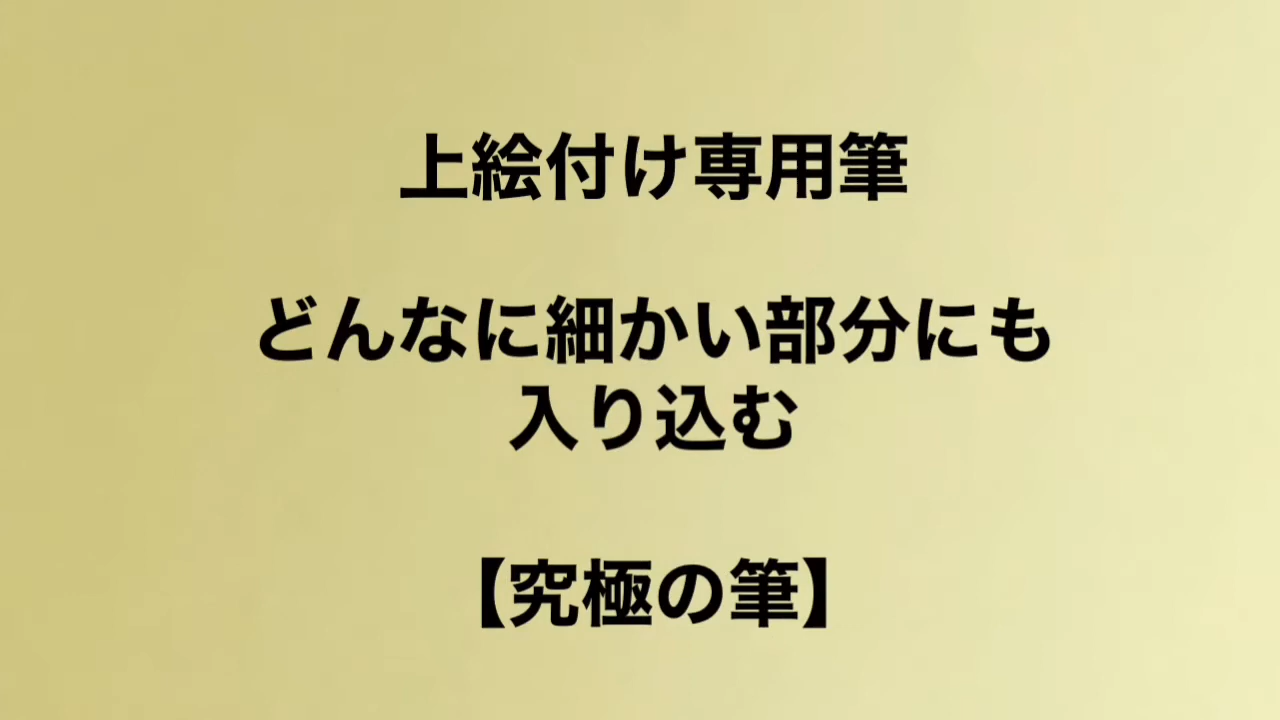 上絵付け専用筆
どんなに細かい部分にも
入り込む
【究極の筆】